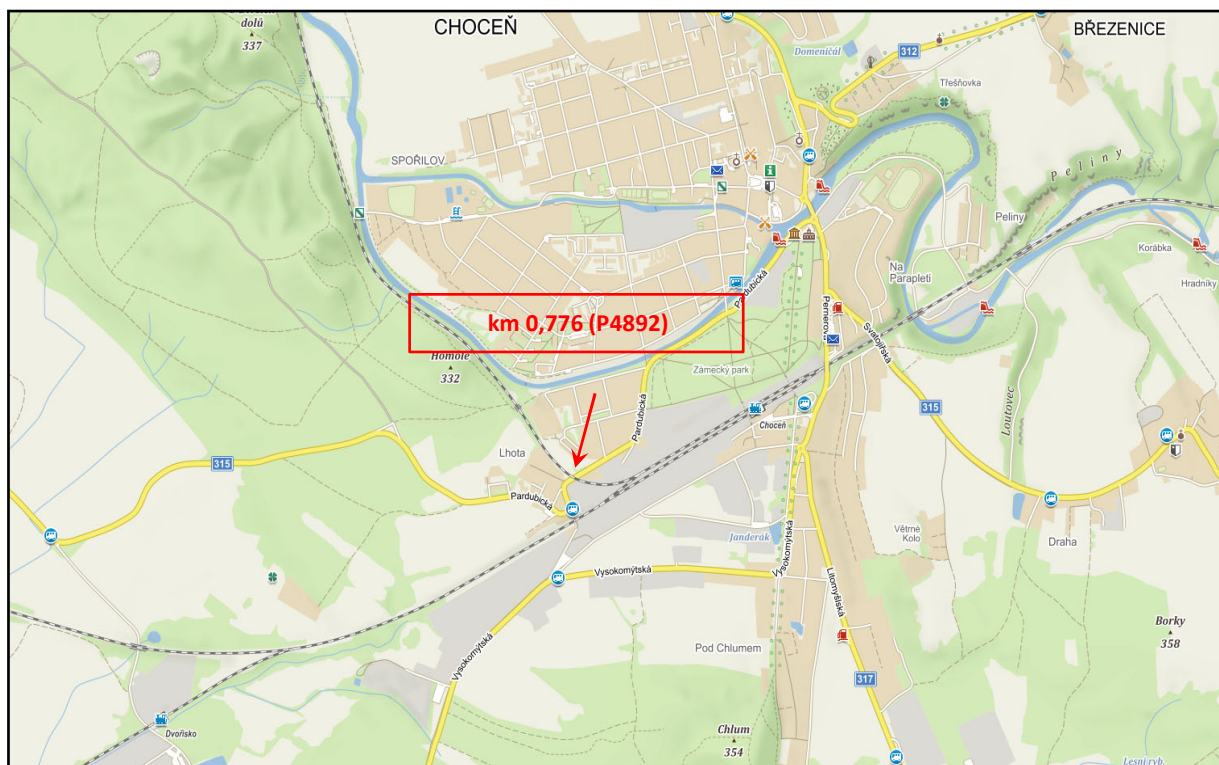 dolů
337
CHOCEŇ
BŘEZENICE
312
Domeničál
Třešňovka
SPOŘILOV
Peliny
Peliny
Korábka
Hradníky
Na
Parapleti
Pardubická
Pernerova
Svatojiřská
km 0,776 (P4892)
Homole
332
Zámecký park
Loutovec
315
Choceň
Pardubická
Lhota
315
Pardubická
Větrné
Kolo
Draha
Janderák
Vysokomýtská
Vysokomýtská
Litomyšlská
Vysokomýtská
Borky
358
Pod Chlumem
317
Dvořisko
Chlum
354
Lesní ryb.